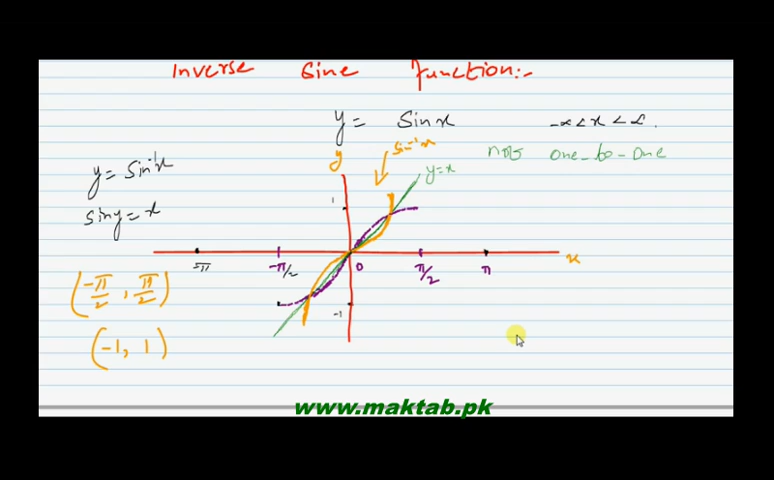 Inverse Sine function:-
y = Sin x -∞ < x < ∞.
not one-to-one
y = Sin⁻¹x
sin y = x
y
sin⁻¹x
y=x
1
-π -π/2 0 π/2 π x
(-π/2, π/2)
-1
(-1, 1)
www.maktab.pk